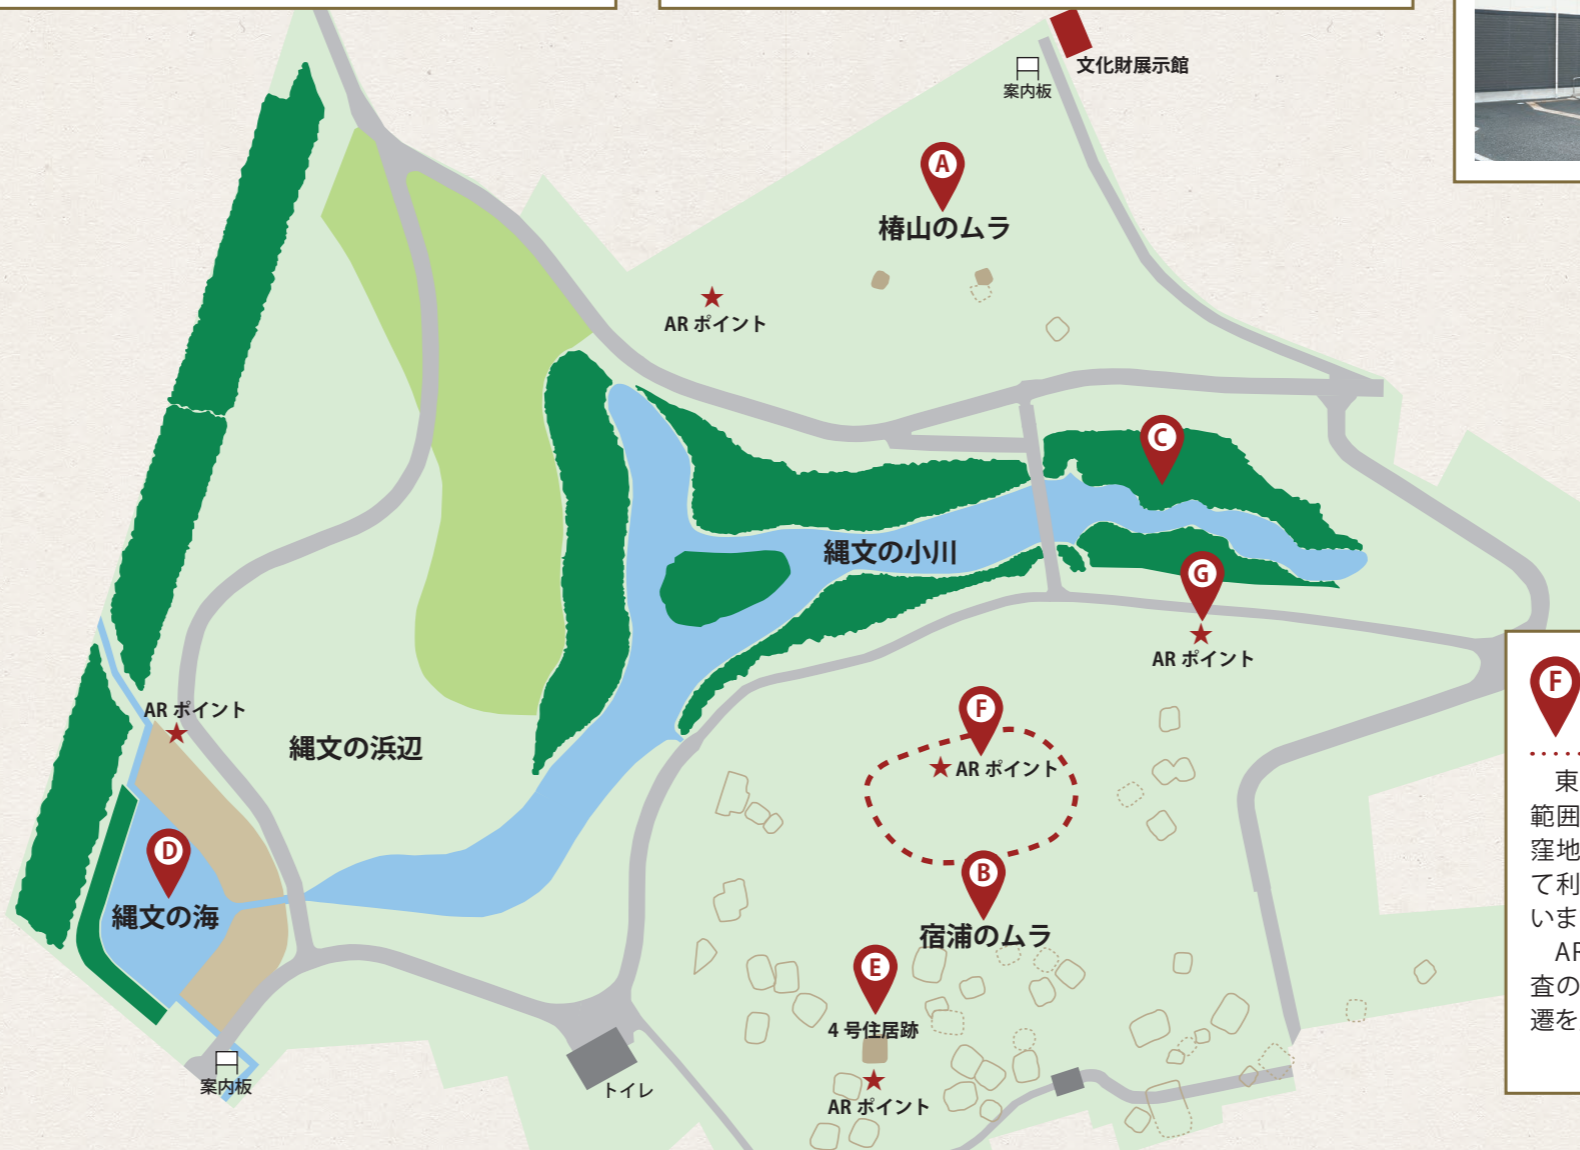 文化財展示館
案内板
A
椿山のムラ
AR ポイント
C
縄文の小川
G
AR ポイント
F
AR ポイント
AR ポイント
縄文の浜辺
D
縄文の海
B
宿浦のムラ
E
4 号住居跡
AR ポイント
案内板
トイレ
F
東
範囲
窪地
て利
いま
AR
査の
遷を